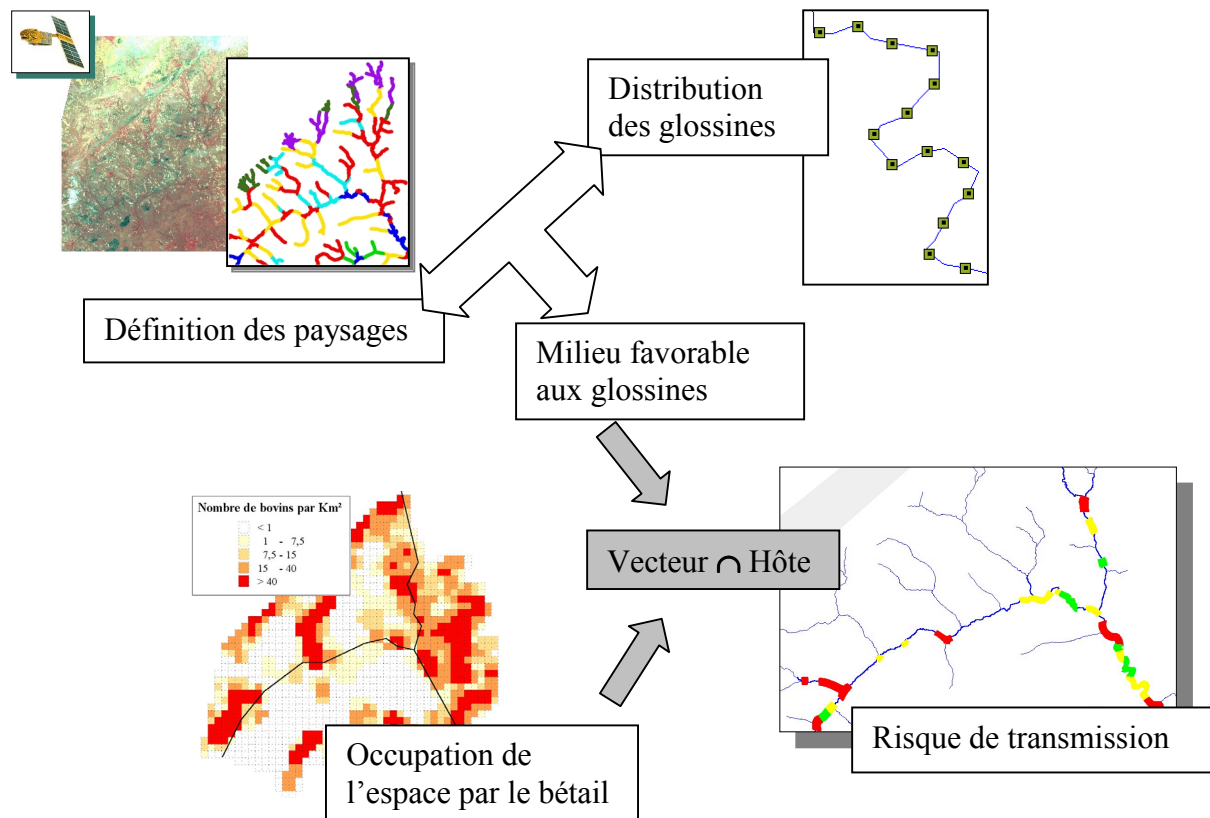 Distribution
des glossines
Définition des paysages
Milieu favorable
aux glossines
Nombre de bovins par Km²
< 1
1 - 7,5
7,5 - 15
15 - 40
> 40
Vecteur ∩ Hôte
Occupation de
l’espace par le bétail
Risque de transmission